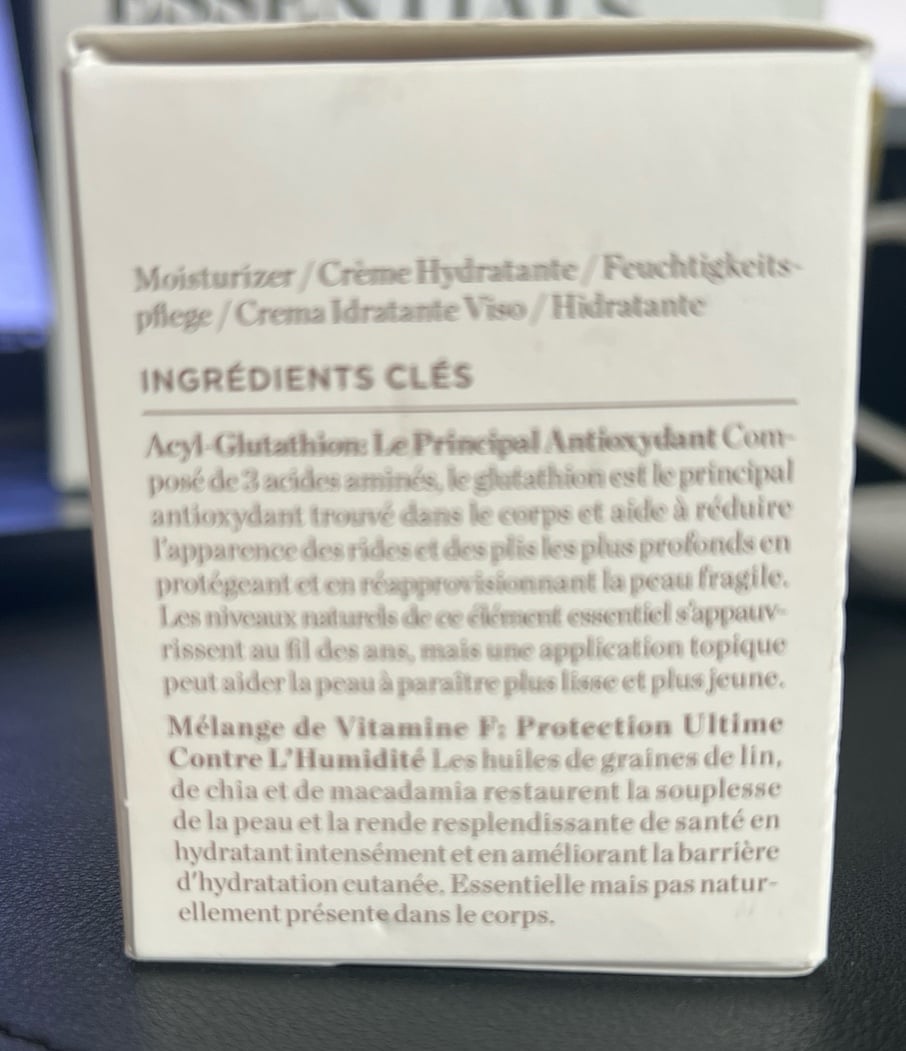 ESSENTIALS
Moisturizer / Crème Hydratante / Feuchtigkeits-
pflege / Crema Idratante Viso / Hidratante
INGRÉDIENTS CLÉS
Acyl-Glutathion: Le Principal Antioxydant Com-
posé de 3 acides aminés, le glutathion est le principal
antioxydant trouvé dans le corps et aide à réduire
l'apparence des rides et des plis les plus profonds en
protégeant et en réapprovisionnant la peau fragile.
Les niveaux naturels de ce élément essentiel s'appauv-
rissent au fil des ans, mais une application topique
peut aider la peau à paraître plus lisse et plus jeune.
Mélange de Vitamine F: Protection Ultime
Contre L'Humidité Les huiles de graines de lin,
de chia et de macadamia restaurent la souplesse
de la peau et la rende resplendissante de santé en
hydratant intensément et en améliorant la barrière
d'hydratation cutanée. Essentielle mais pas natur-
ellement présente dans le corps.